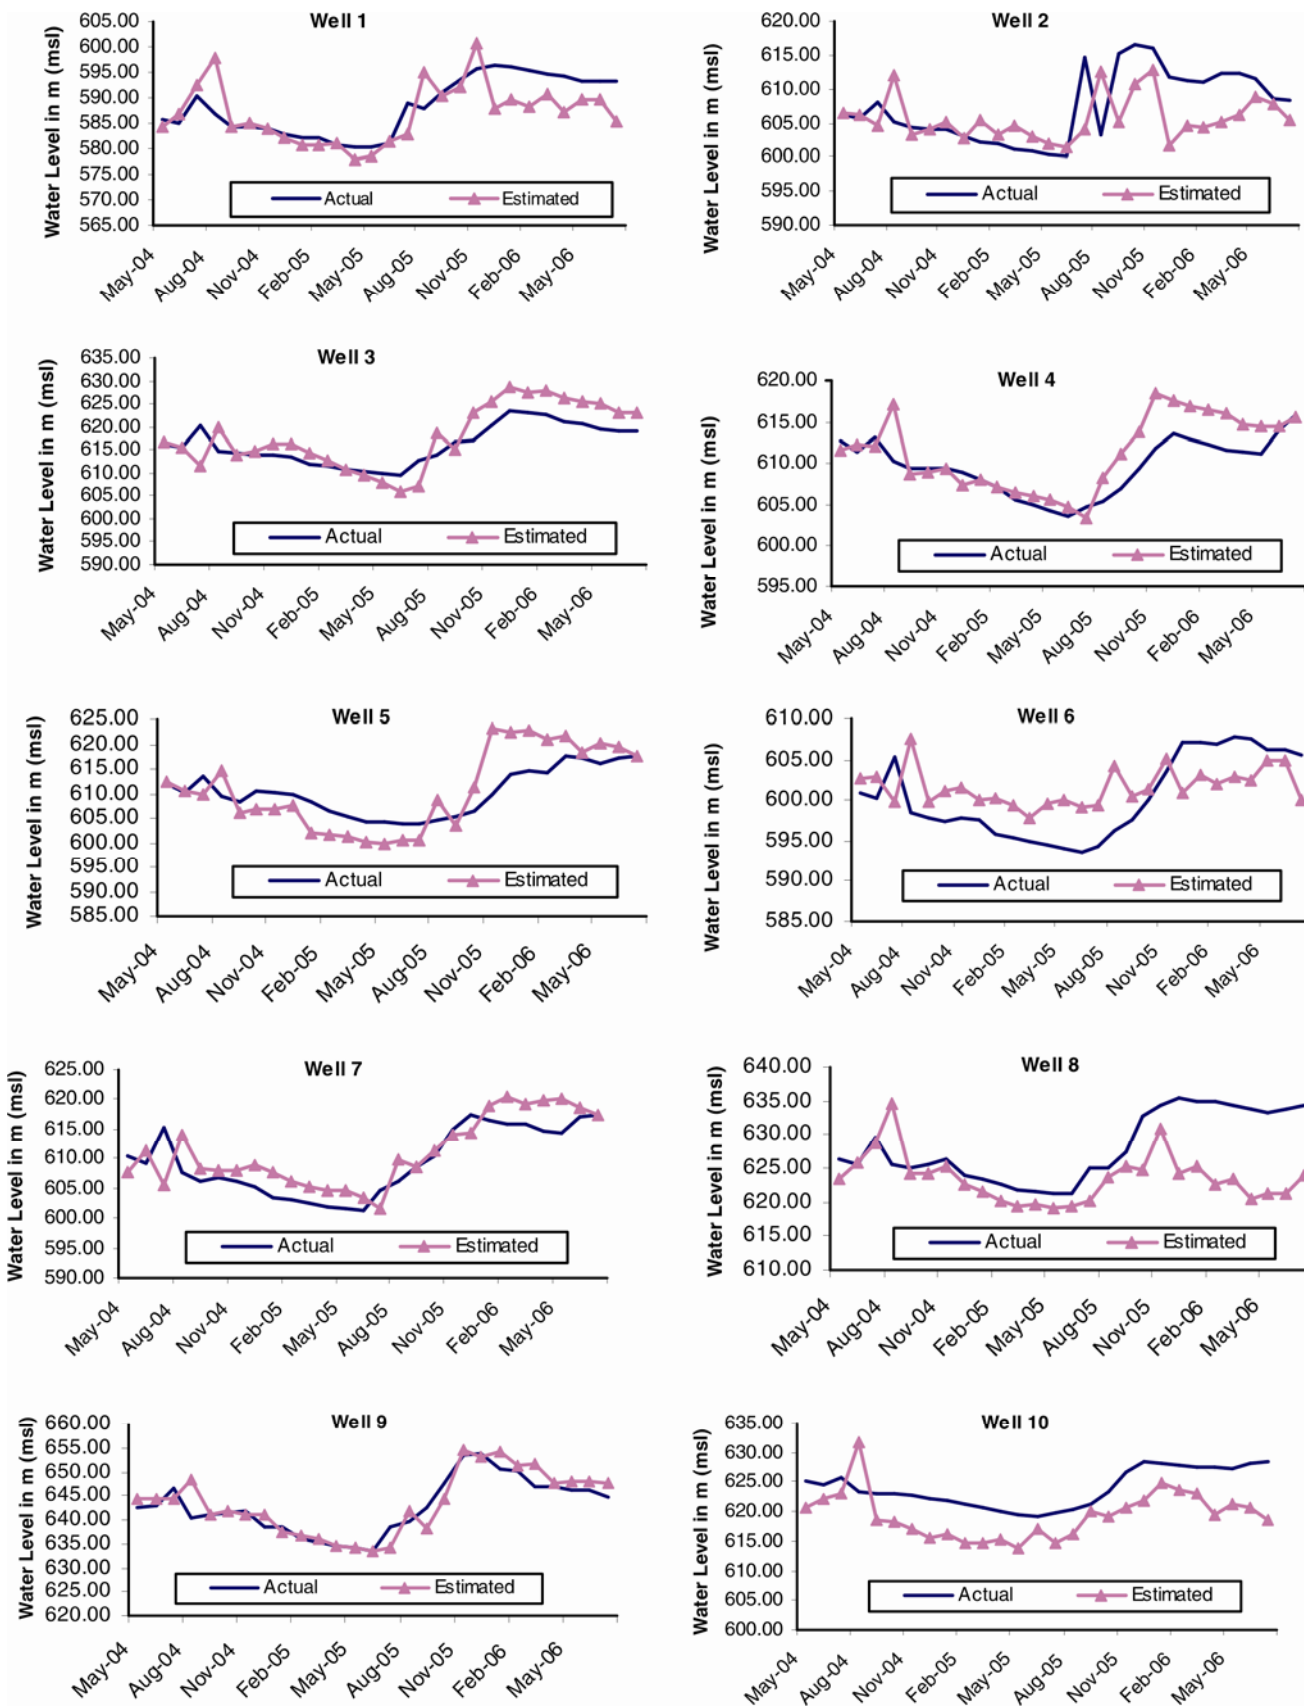 Well 1
Water Level in m (msl)
605.00
600.00
595.00
590.00
585.00
580.00
575.00
570.00
565.00
Actual
Estimated
May-04
Aug-04
Nov-04
Feb-05
May-05
Aug-05
Nov-05
Feb-06
May-06
Well 2
Water Level in m (msl)
620.00
615.00
610.00
605.00
600.00
595.00
590.00
Actual
Estimated
May-04
Aug-04
Nov-04
Feb-05
May-05
Aug-05
Nov-05
Feb-06
May-06
Well 3
Water Level in m (msl)
635.00
630.00
625.00
620.00
615.00
610.00
605.00
600.00
595.00
590.00
Actual
Estimated
May-04
Aug-04
Nov-04
Feb-05
May-05
Aug-05
Nov-05
Feb-06
May-06
Well 4
Water Level in m (msl)
620.00
615.00
610.00
605.00
600.00
595.00
Actual
Estimated
May-04
Aug-04
Nov-04
Feb-05
May-05
Aug-05
Nov-05
Feb-06
May-06
Well 5
Water Level in m (msl)
625.00
620.00
615.00
610.00
605.00
600.00
595.00
590.00
585.00
Actual
Estimated
May-04
Aug-04
Nov-04
Feb-05
May-05
Aug-05
Nov-05
Feb-06
May-06
Well 6
Water Level in m (msl)
610.00
605.00
600.00
595.00
590.00
585.00
Actual
Estimated
May-04
Aug-04
Nov-04
Feb-05
May-05
Aug-05
Nov-05
Feb-06
May-06
Well 7
Water Level in m (msl)
625.00
620.00
615.00
610.00
605.00
600.00
595.00
590.00
Actual
Estimated
May-04
Aug-04
Nov-04
Feb-05
May-05
Aug-05
Nov-05
Feb-06
May-06
Well 8
Water Level in m (msl)
640.00
635.00
630.00
625.00
620.00
615.00
610.00
Actual
Estimated
May-04
Aug-04
Nov-04
Feb-05
May-05
Aug-05
Nov-05
Feb-06
May-06
Well 9
Water Level in m (msl)
660.00
655.00
650.00
645.00
640.00
635.00
630.00
625.00
620.00
Actual
Estimated
May-04
Aug-04
Nov-04
Feb-05
May-05
Aug-05
Nov-05
Feb-06
May-06
Well 10
Water Level in m (msl)
635.00
630.00
625.00
620.00
615.00
610.00
605.00
600.00
Actual
Estimated
May-04
Aug-04
Nov-04
Feb-05
May-05
Aug-05
Nov-05
Feb-06
May-06